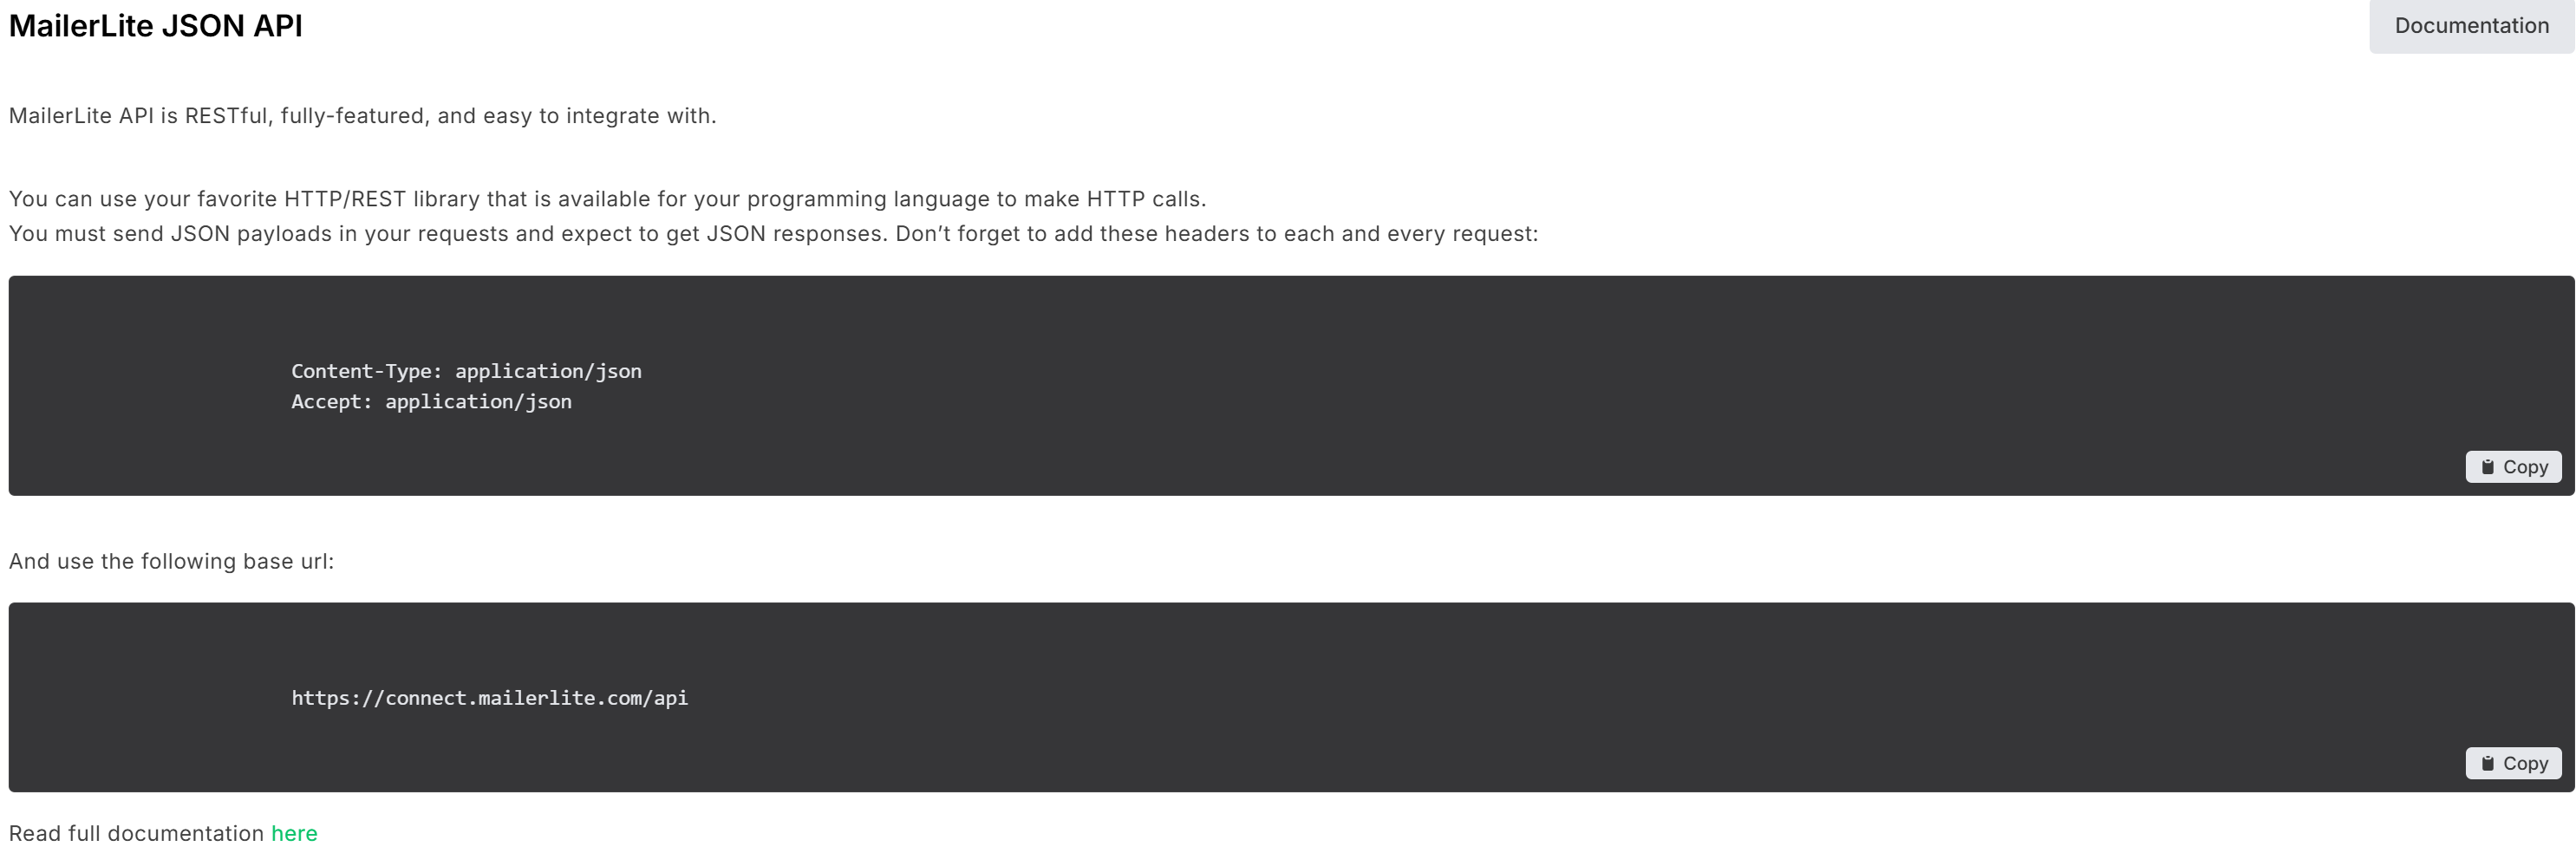 MailerLite JSON API
Documentation
MailerLite API is RESTful, fully-featured, and easy to integrate with.
You can use your favorite HTTP/REST library that is available for your programming language to make HTTP calls.
You must send JSON payloads in your requests and expect to get JSON responses. Don’t forget to add these headers to each and every request:
Content-Type: application/json
Accept: application/json
Copy
And use the following base url:
https://connect.mailerlite.com/api
Copy
Read full documentation here